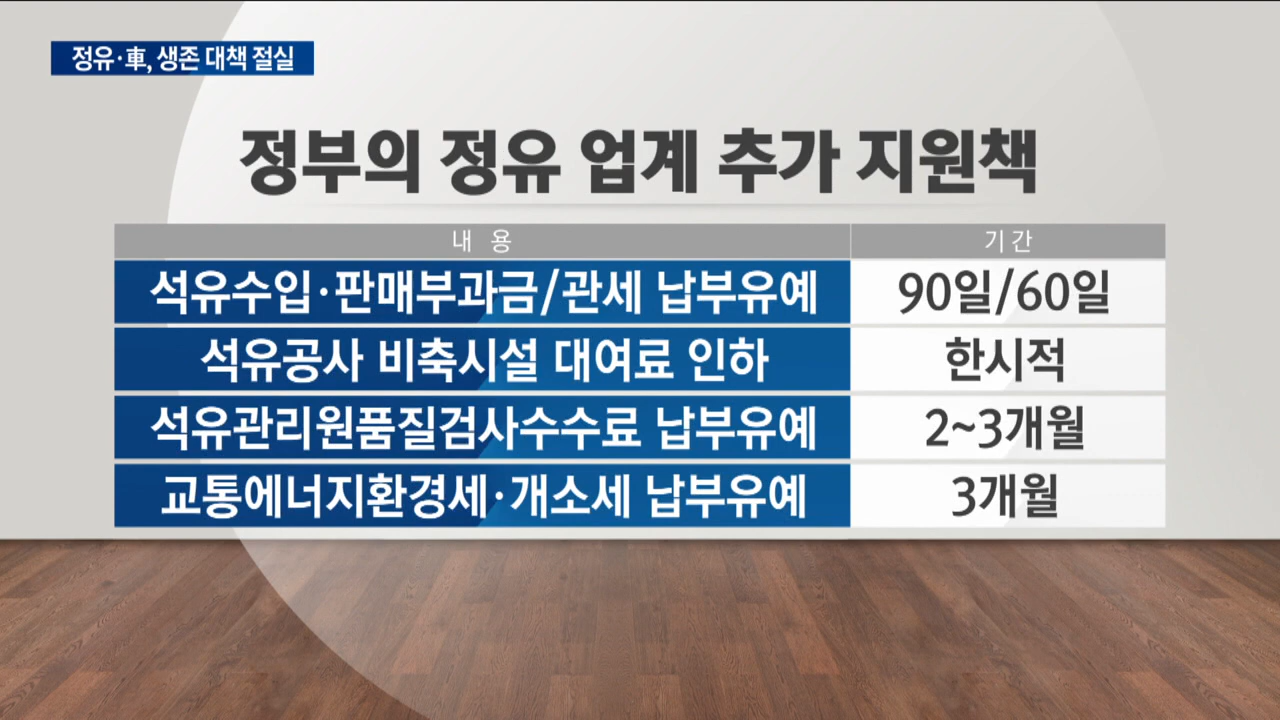 정유·車, 생존 대책 절실
정부의 정유 업계 추가 지원책
내 용 기간
석유수입·판매부과금/관세 납부유예 90일/60일
석유공사 비축시설 대여료 인하 한시적
석유관리원품질검사수수료 납부유예 2~3개월
교통에너지환경세·개소세 납부유예 3개월